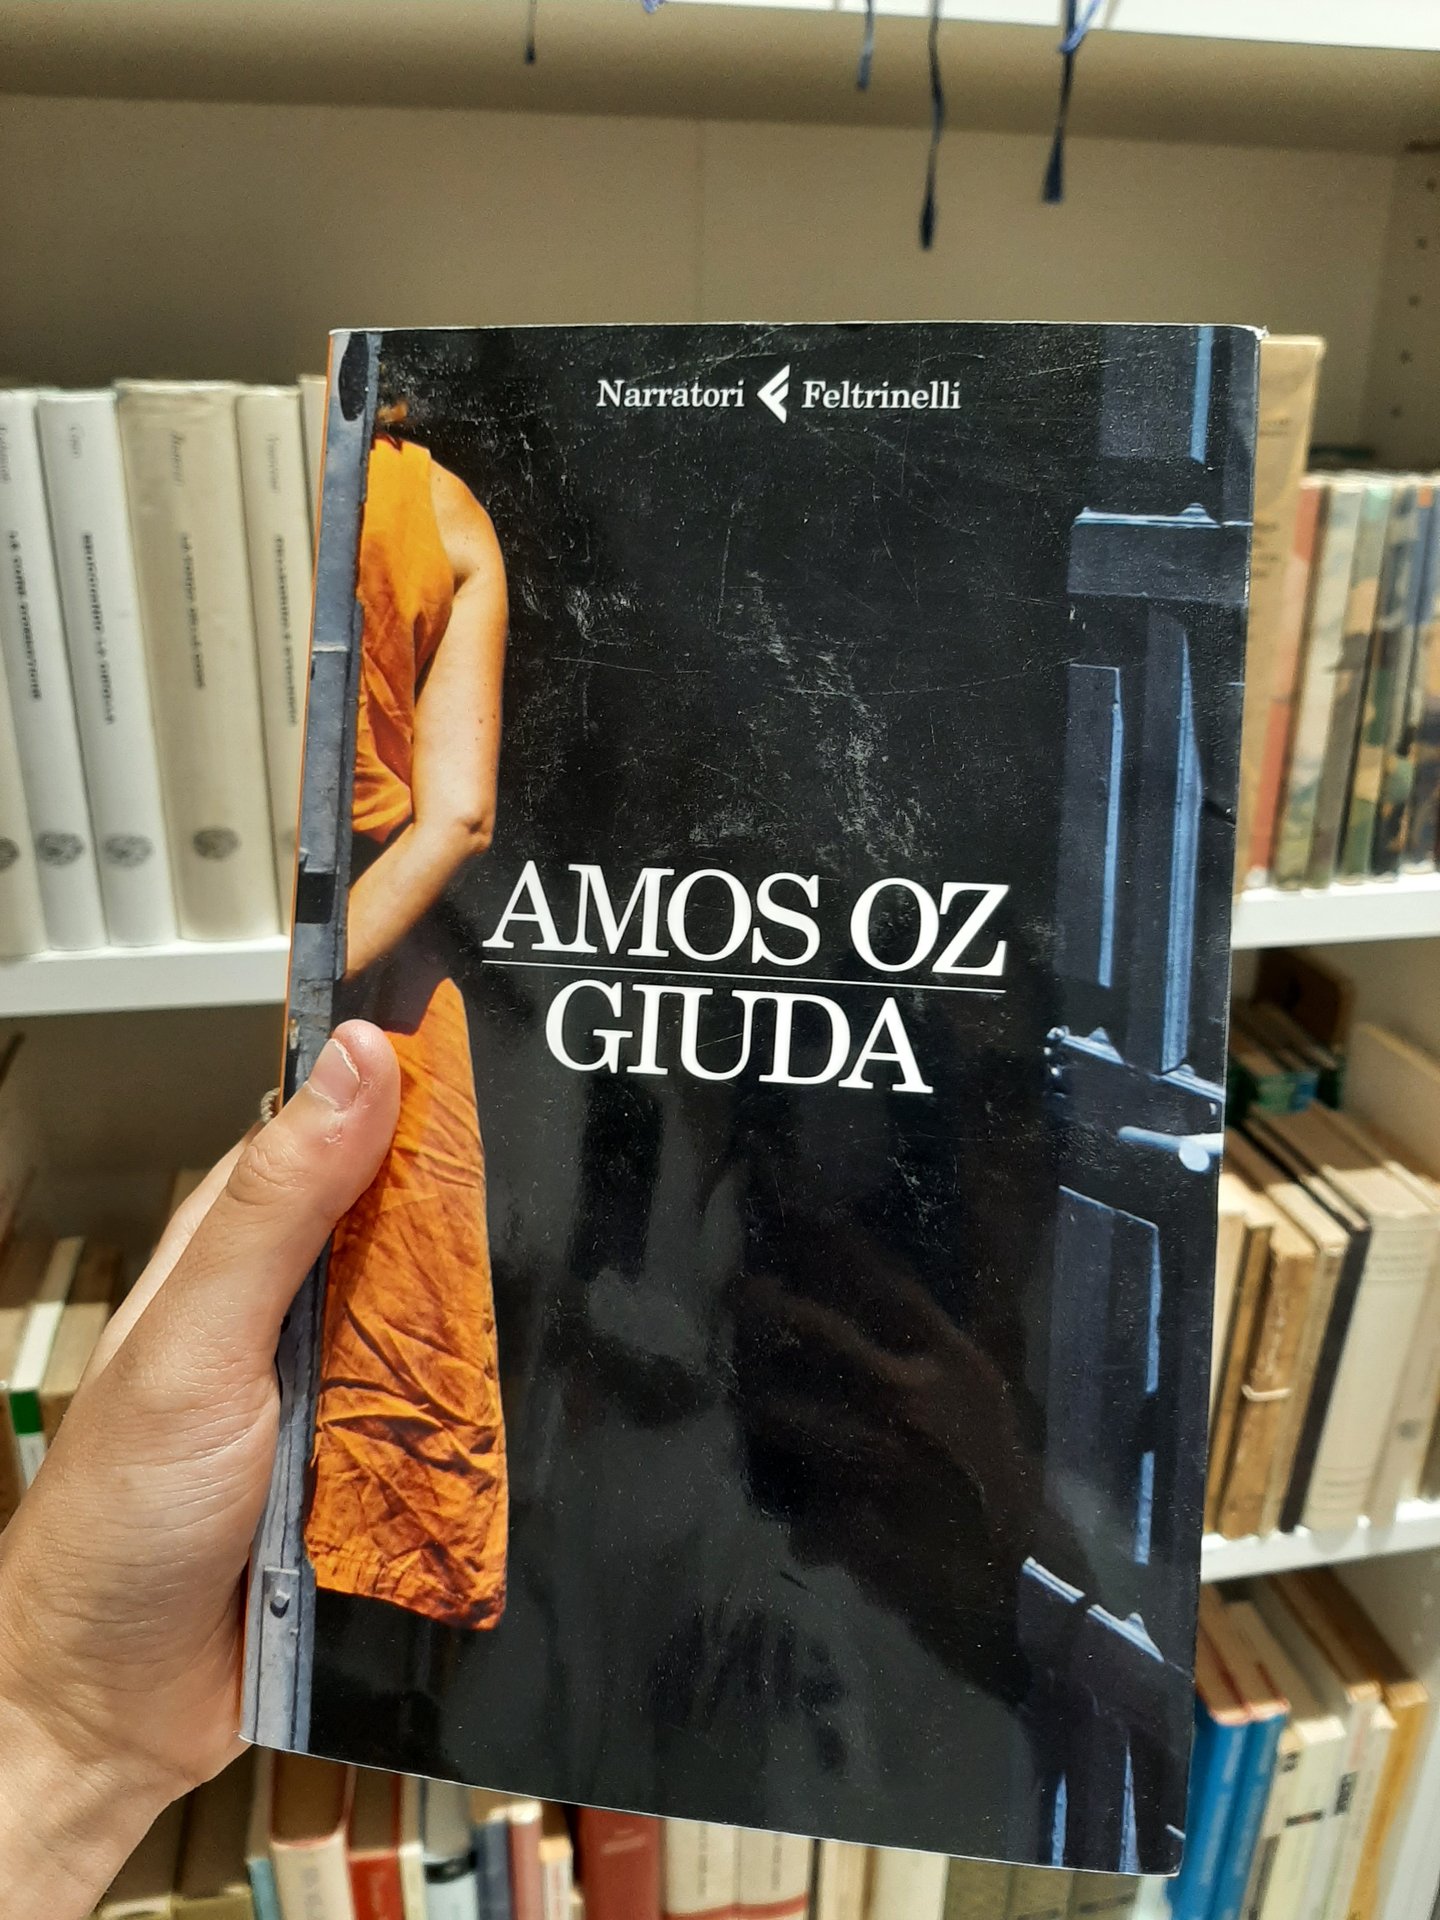 Narratori Feltrinelli
AMOS OZ
GIUDA